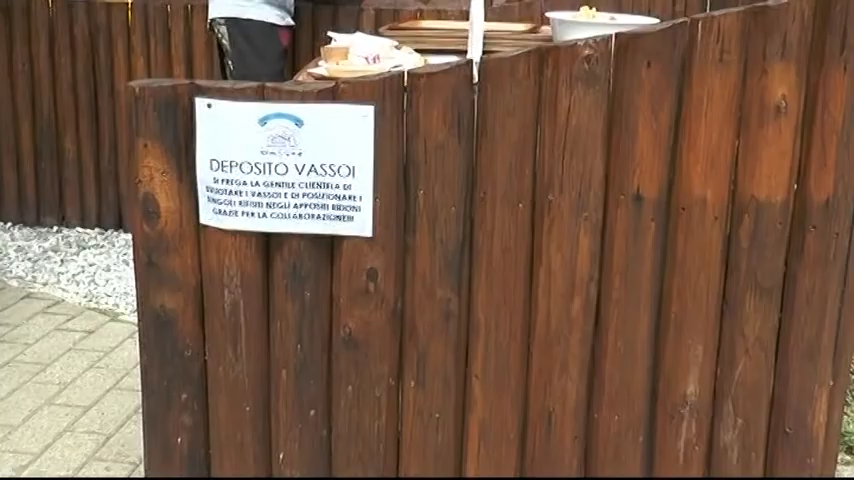 DEPOSITO VASSOI
SI PREGA LA GENTILE CLIENTELA DI
SVUOTARE I VASSOI E DI POSIZIONARE I
SINGOLI RIFIUTI NEGLI APPOSITI BIDONI
GRAZIE PER LA COLLABORAZIONE